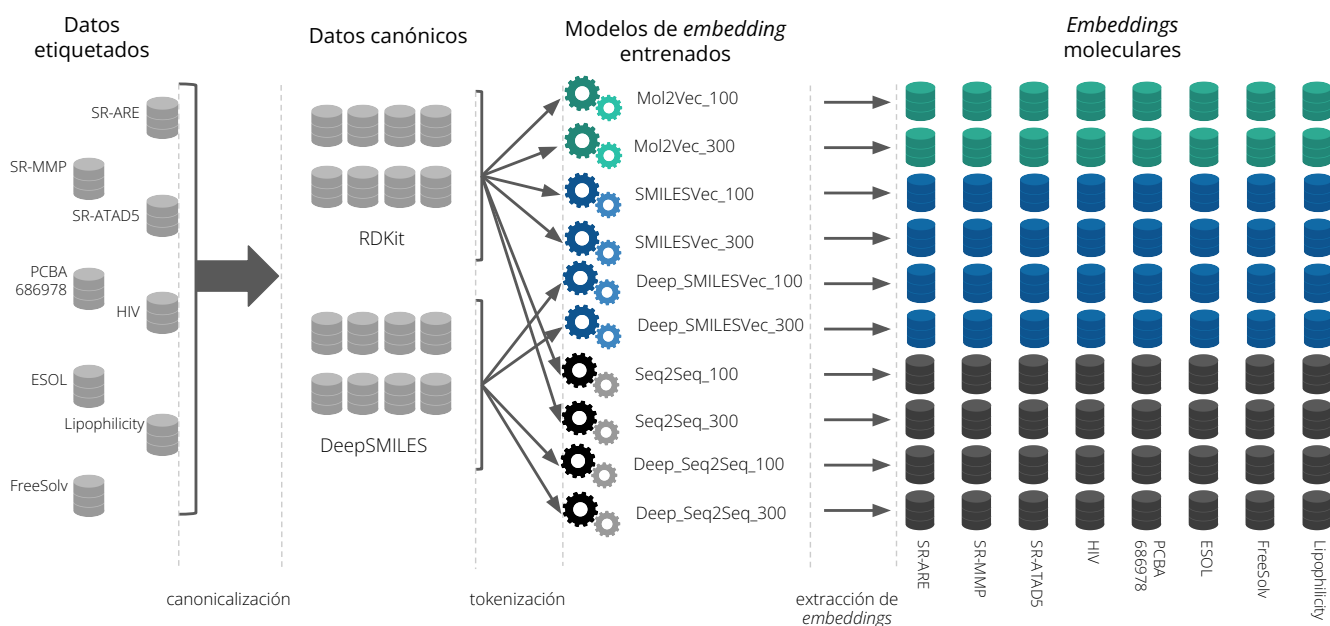 Datos
etiquetados
Datos canónicos
Modelos de embedding
entrenados
Embeddings
moleculares
SR-ARE
SR-MMP
SR-ATAD5
PCBA
686978
HIV
ESOL
Lipophilicity
FreeSolv
RDKit
DeepSMILES
Mol2Vec_100
Mol2Vec_300
SMILESVec_100
SMILESVec_300
Deep_SMILESVec_100
Deep_SMILESVec_300
Seq2Seq_100
Seq2Seq_300
Deep_Seq2Seq_100
Deep_Seq2Seq_300
SR-ARE
SR-MMP
SR-ATAD5
HIV
PCBA
686978
ESOL
FreeSolv
Lipophilicity
canonicalización
tokenización
extracción de
embeddings